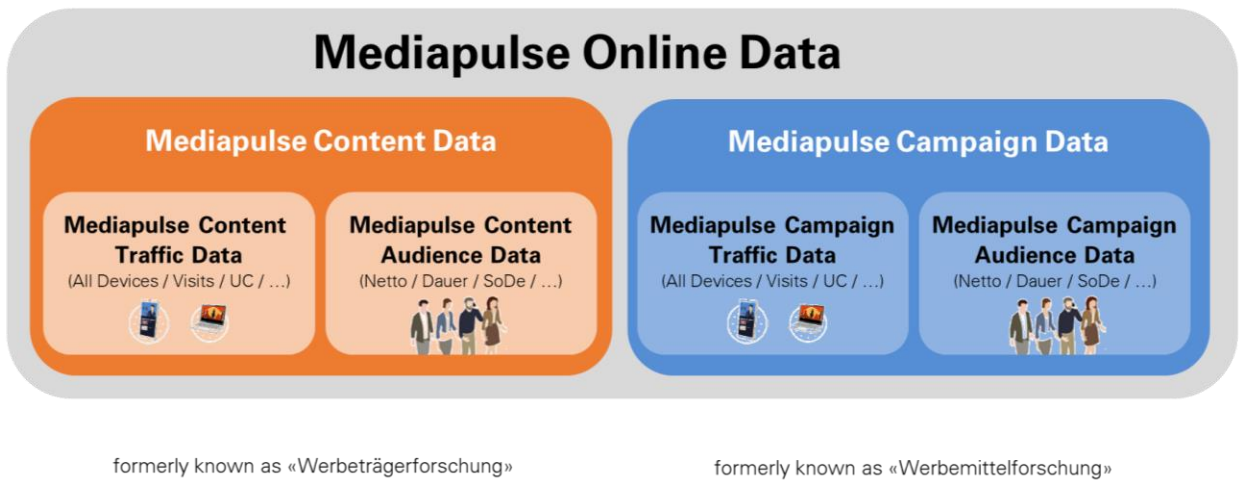 Mediapulse Online Data
Mediapulse Content Data
Mediapulse Content
Traffic Data
(All Devices / Visits / UC / …)
Mediapulse Content
Audience Data
(Netto / Dauer / SoDe / …)
Mediapulse Campaign Data
Mediapulse Campaign
Traffic Data
(All Devices / Visits / UC / …)
Mediapulse Campaign
Audience Data
(Netto / Dauer / SoDe / …)
formerly known as «Werbeträgerforschung»
formerly known as «Werbemittelforschung»